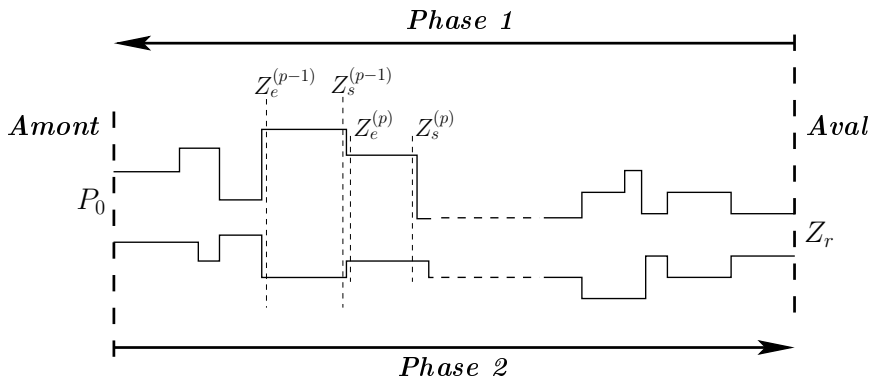 Phase 1
Z_e^{(p−1)} Z_s^{(p−1)}
Amont Z_e^{(p)} Z_s^{(p)} Aval
P_0
Z_r
Phase 2